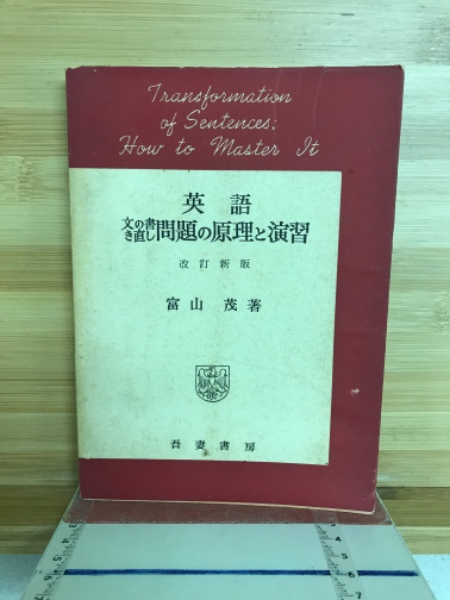 Transformation
of Sentences:
How to Master It
英語
文の書き直し問題の原理と演習
改訂新版
富山 茂著
吾妻書房